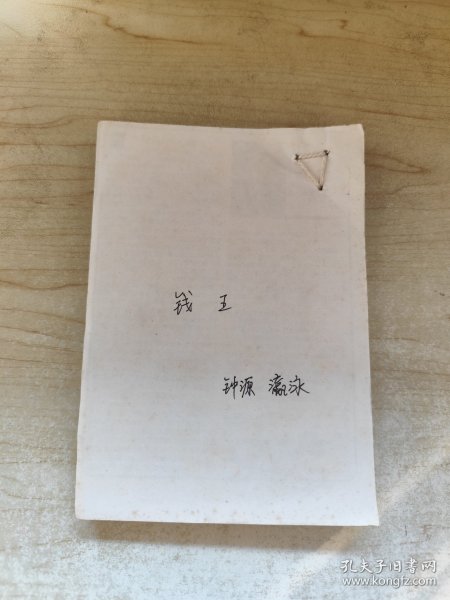 钱 王
钟源 瀛泳
孔夫子旧书网
www.kongfz.com